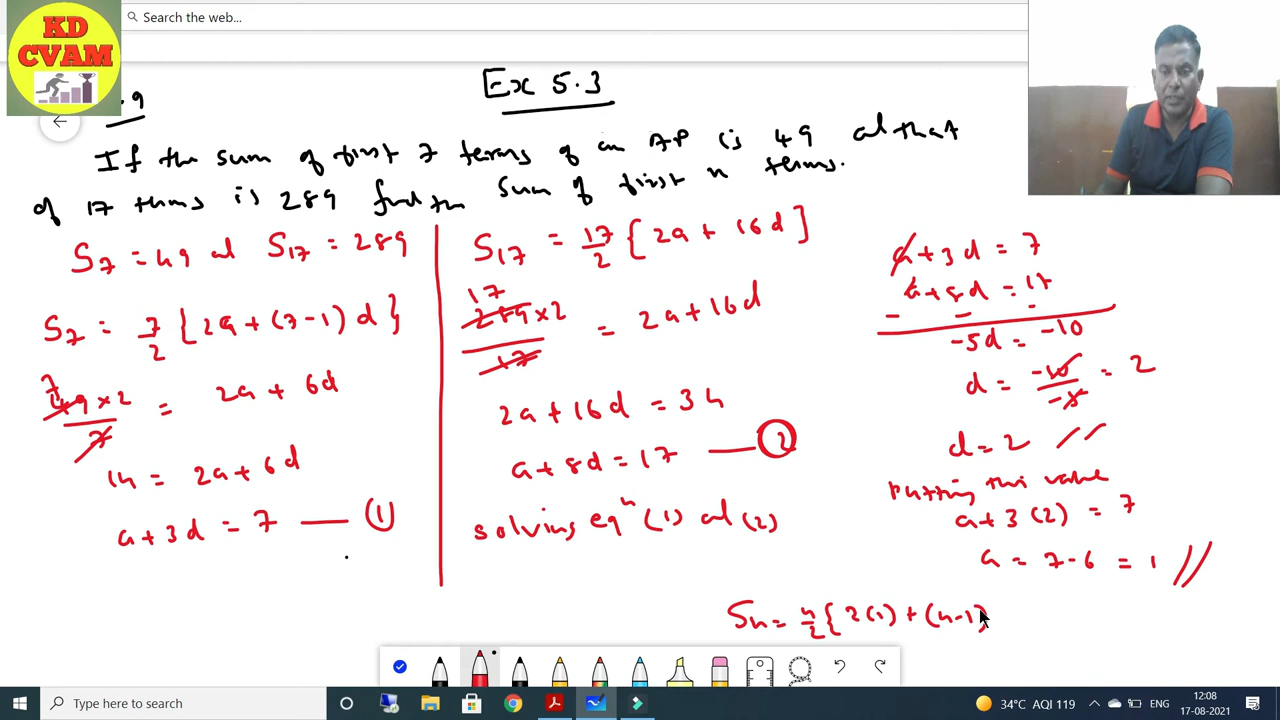 Search the web...
KD
CVAM
.9
Ex 5.3
If the sum of first 7 terms of an AP is 49 and that
of 17 terms is 289 find the sum of first n terms.
S7 = 49 and S17 = 289
S7 = 7/2 { 2a + (7-1) d }
7
49 × 2 / 7 = 2a + 6d
14 = 2a + 6d
a + 3d = 7 — (1)
S17 = 17/2 { 2a + 16d }
17
289 × 2 / 17 = 2a + 16d
2a + 16d = 34
a + 8d = 17 — (2)
solving eqn (1) and (2)
a + 3d = 7
a + 8d = 17
- - -
-5d = -10
d = -10/-5 = 2
d = 2 //
Putting this value
a + 3(2) = 7
a = 7 - 6 = 1 //
Sn = n/2 { 2(1) + (n-1)
Type here to search
34°C AQI 119
ENG
12:08
17-08-2021